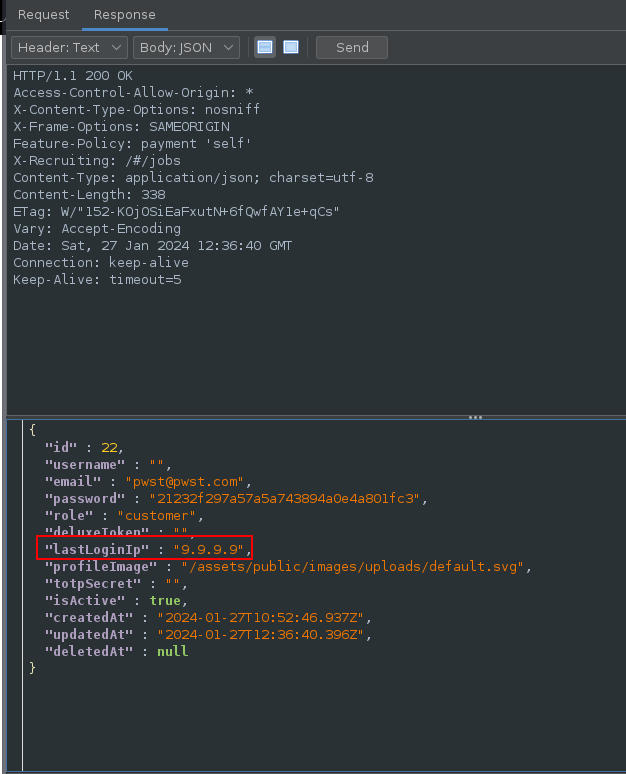 Request Response
Header: Text Body: JSON Send
HTTP/1.1 200 OK
Access-Control-Allow-Origin: *
X-Content-Type-Options: nosniff
X-Frame-Options: SAMEORIGIN
Feature-Policy: payment 'self'
X-Recruiting: /#/jobs
Content-Type: application/json; charset=utf-8
Content-Length: 338
ETag: W/"152-KOjOSiEaFxutN+6fQwfAY1e+qCs"
Vary: Accept-Encoding
Date: Sat, 27 Jan 2024 12:36:40 GMT
Connection: keep-alive
Keep-Alive: timeout=5
{
"id" : 22,
"username" : "",
"email" : "pwst@pwst.com",
"password" : "21232f297a57a5a743894a0e4a801fc3",
"role" : "customer",
"deluxeToken" : "",
"lastLoginIp" : "9.9.9.9",
"profileImage" : "/assets/public/images/uploads/default.svg",
"totpSecret" : "",
"isActive" : true,
"createdAt" : "2024-01-27T10:52:46.937Z",
"updatedAt" : "2024-01-27T12:36:40.396Z",
"deletedAt" : null
}